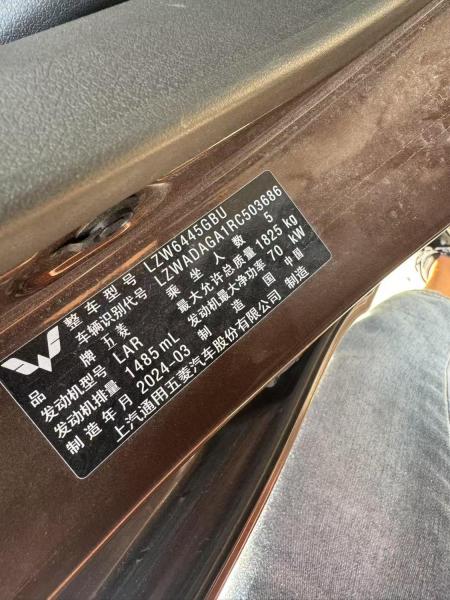 整车型号 LZW6445GBU
车辆识别代号 LZWADAGA1RC503686
品牌 五菱 乘坐人数 5
发动机型号 LAR 最大允许总质量 1825 kg
发动机排量 1485 mL 发动机最大净功率 70 kW
制造年月 2024-03 制造国 中国
上汽通用五菱汽车股份有限公司 制造